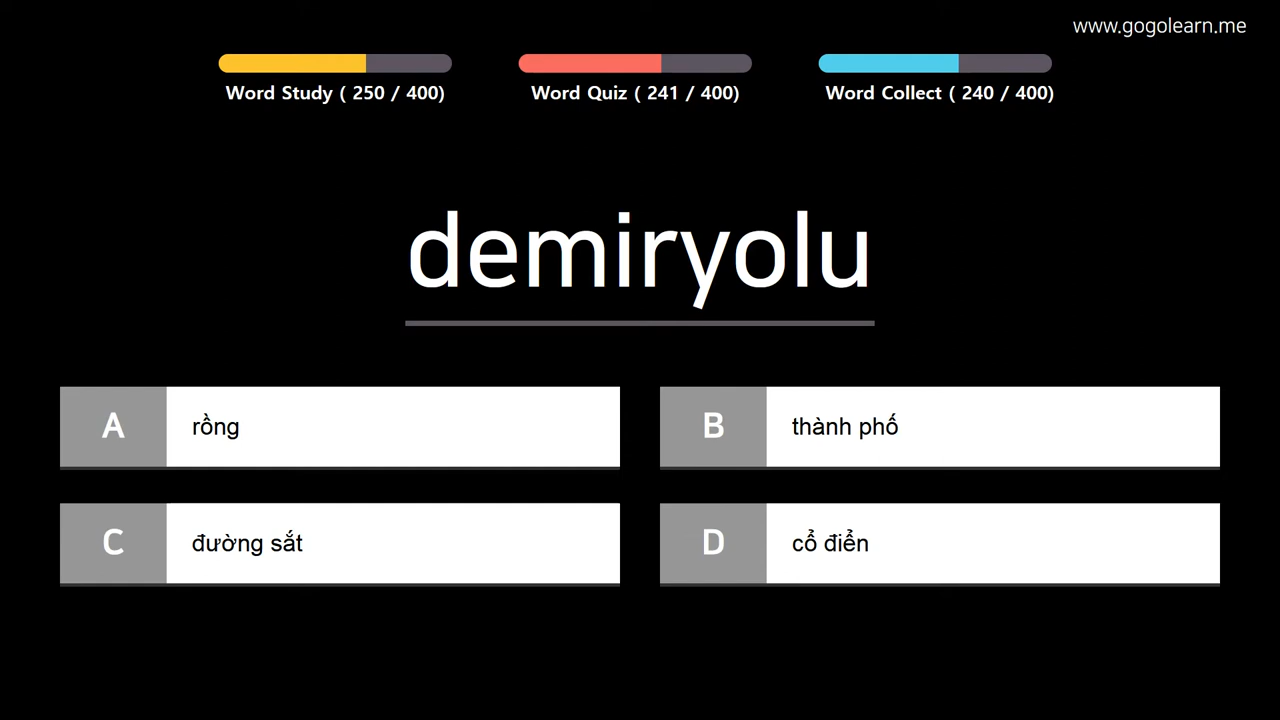 www.gogolearn.me
Word Study ( 250 / 400)
Word Quiz ( 241 / 400)
Word Collect ( 240 / 400)
demiryolu
A rồng
B thành phố
C đường sắt
D cổ điển